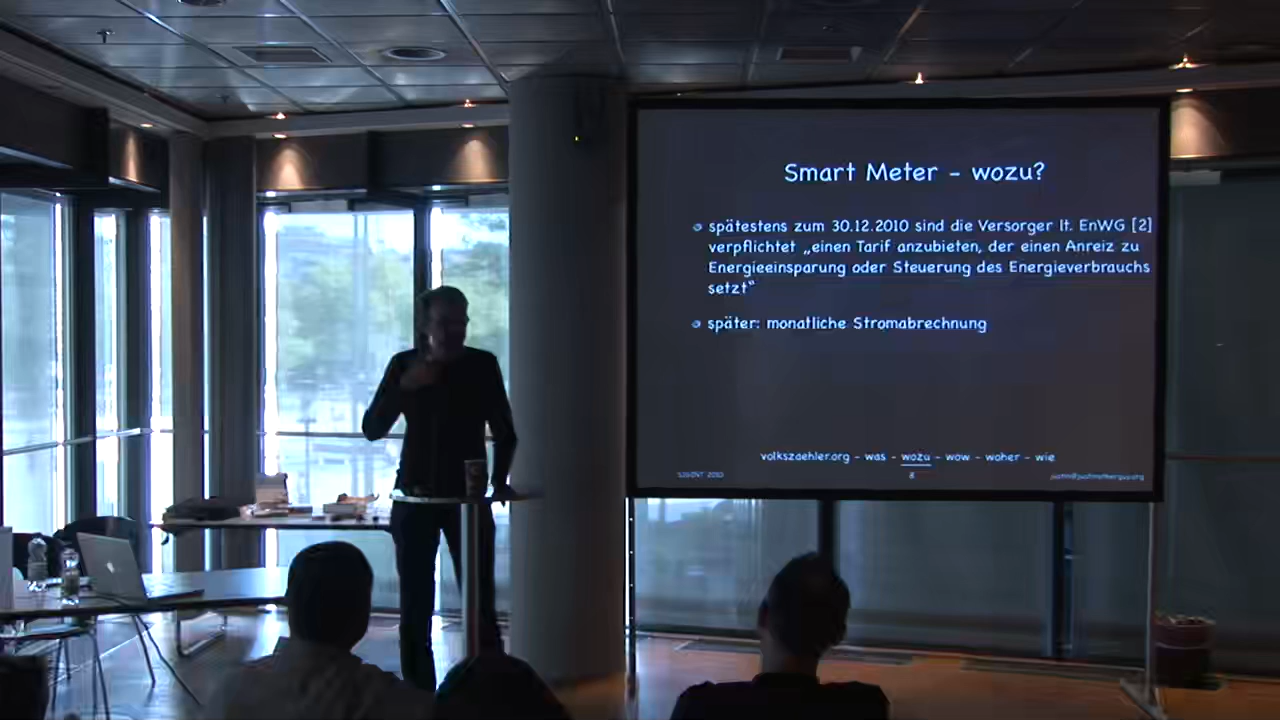 Smart Meter - wozu?
spätestens zum 30.12.2010 sind die Versorger lt. EnWG [2]
verpflichtet „einen Tarif anzubieten, der einen Anreiz zu
Energieeinsparung oder Steuerung des Energieverbrauchs
setzt“
später: monatliche Stromabrechnung
volkszaehler.org - was - wozu - wow - woher - wie